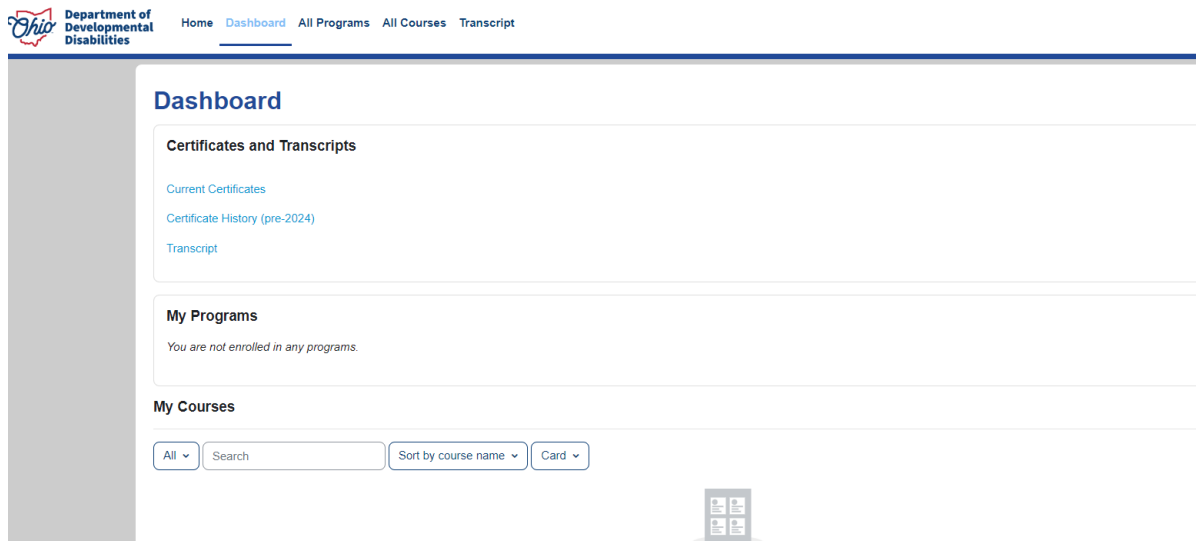 Ohio
Department of
Developmental
Disabilities
Home Dashboard All Programs All Courses Transcript
Dashboard
Certificates and Transcripts
Current Certificates
Certificate History (pre-2024)
Transcript
My Programs
You are not enrolled in any programs.
My Courses
All Search Sort by course name Card